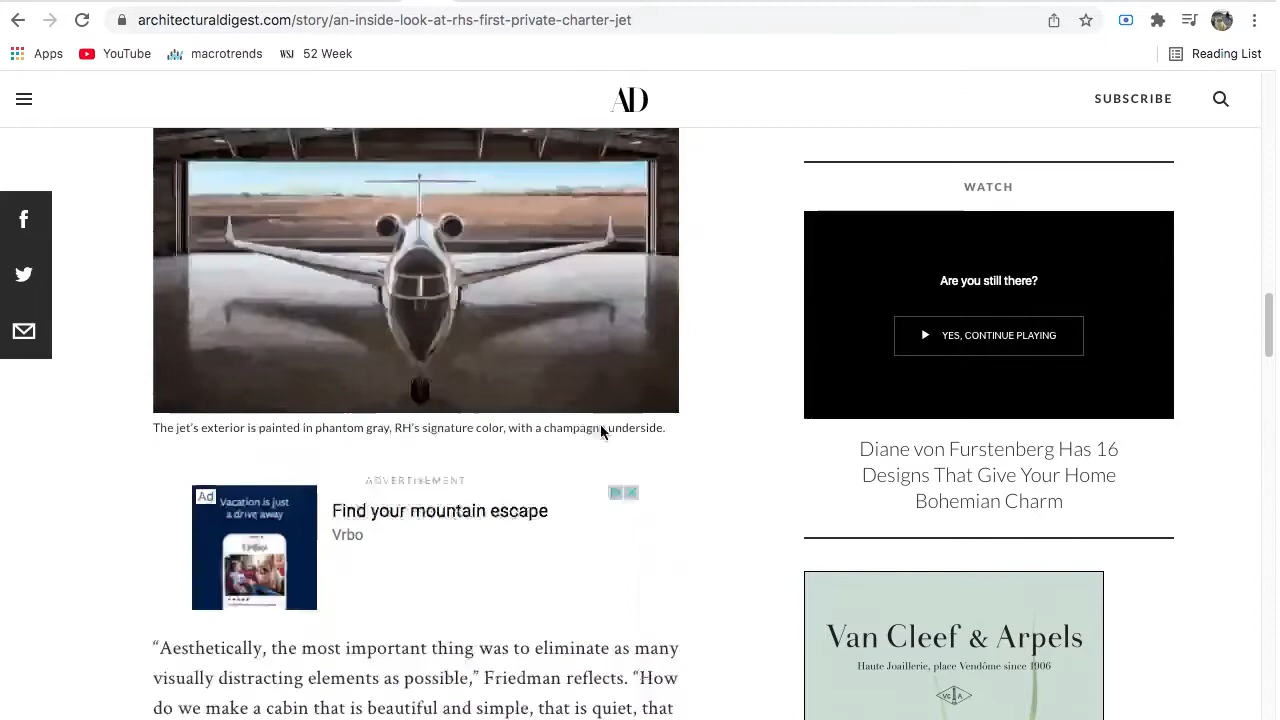 architecturaldigest.com/story/an-inside-look-at-rhs-first-private-charter-jet
Apps
YouTube
macrotrends
WSJ
52 Week
Reading List
AD
SUBSCRIBE
WATCH
Are you still there?
YES, CONTINUE PLAYING
The jet's exterior is painted in phantom gray, RH's signature color, with a champagne underside.
Diane von Furstenberg Has 16
Designs That Give Your Home
Bohemian Charm
ADVERTISEMENT
Ad
Vacation is just
a drive away
Find your mountain escape
Vrbo
Van Cleef & Arpels
Haute Joaillerie, place Vendôme since 1906
“Aesthetically, the most important thing was to eliminate as many
visually distracting elements as possible,” Friedman reflects. “How
do we make a cabin that is beautiful and simple, that is quiet, that